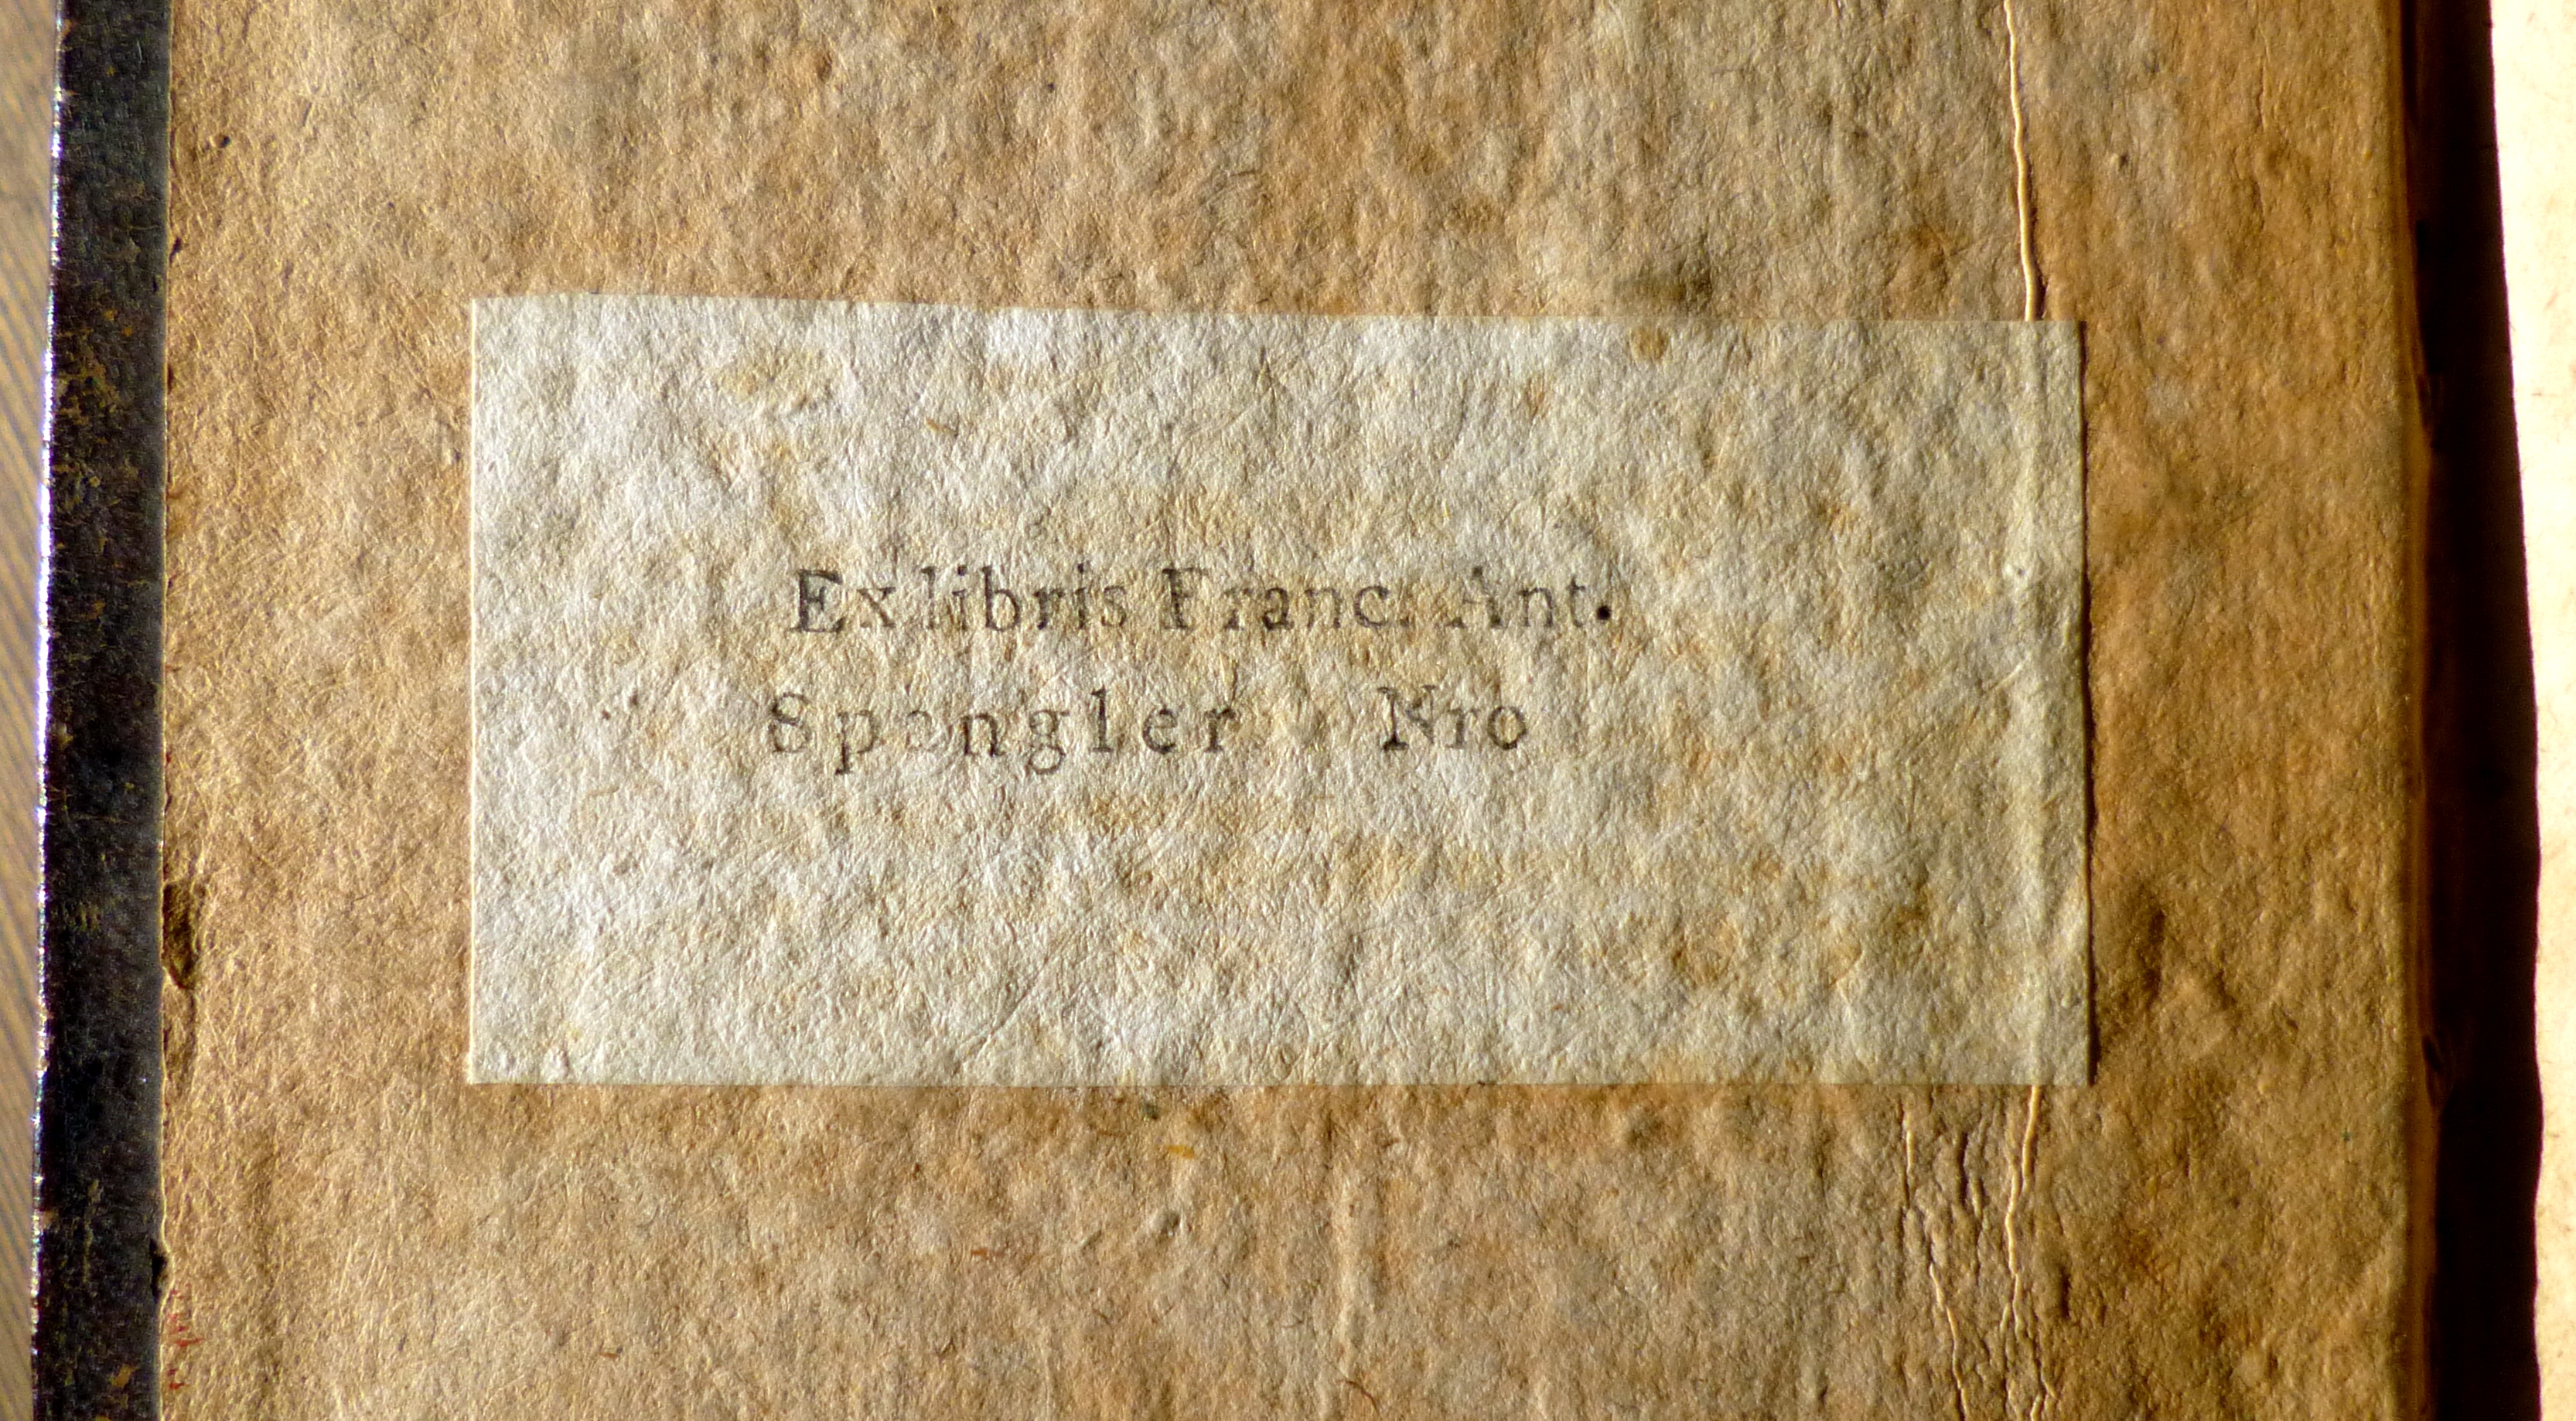 Ex libris Franc. Ant.
Spengler Nro